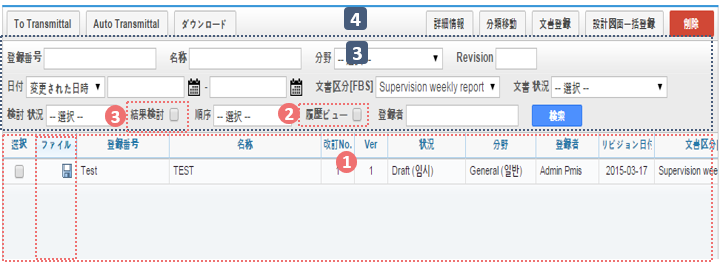 To Transmittal Auto Transmittal ダウンロード 4 詳細情報 分類移動 文書登録 設計図面一括登録 削除
登録番号 名称 分野 -- 3 Revision
日付 変更された日時 - 文書区分[FBS] Supervision weekly report 文書 状況 -- 選択 --
検討 状況 -- 選択 -- 3 結果検討 順序 -- 選択 -- 2 履歴ビュー 登録者 検索
選択 ファイル 登録番号 名称 改訂No. Ver 状況 分野 登録者 リビジョン日付 文書区分
1
Test TEST 1 1 Draft (임시) General (일반) Admin Pmis 2015-03-17 Supervision wee